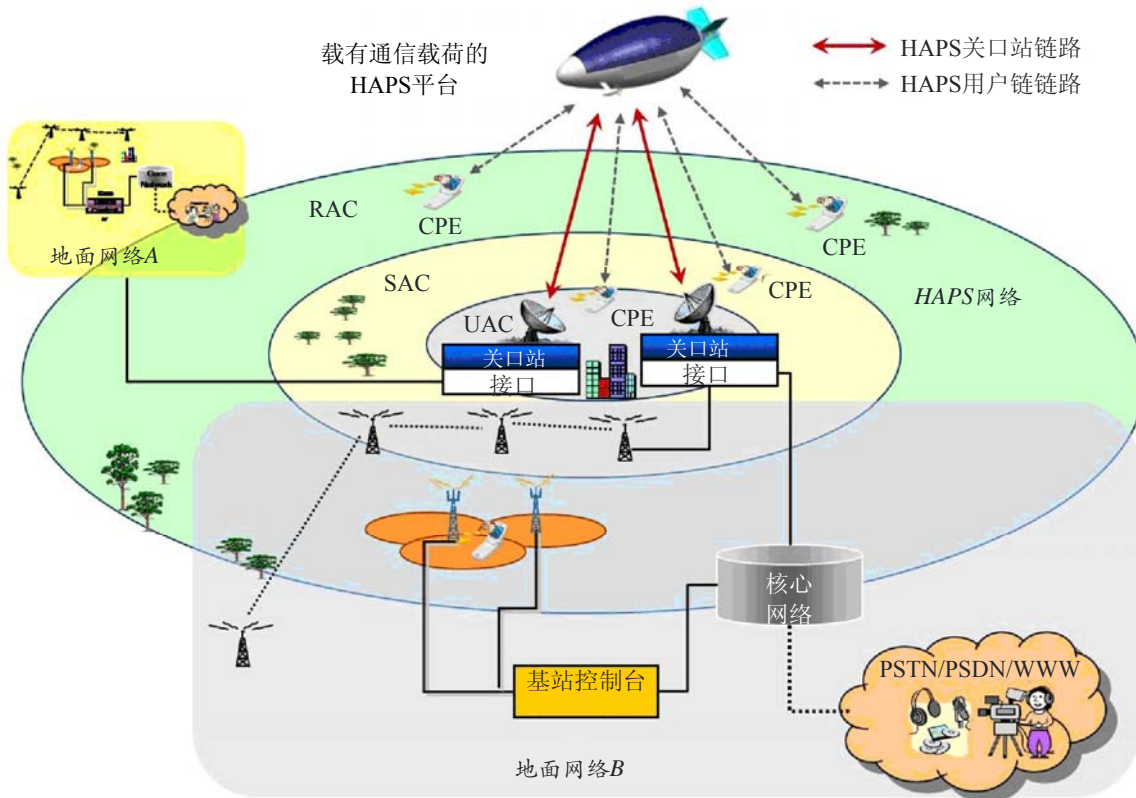 载有通信载荷的
HAPS平台
HAPS关口站链路
HAPS用户链链路
Core
Network
地面网络A
RAC
CPE
CPE
SAC
CPE
HAPS网络
UAC
CPE
关口站
接口
关口站
接口
核心
网络
基站控制台
PSTN/PSDN/WWW
地面网络B